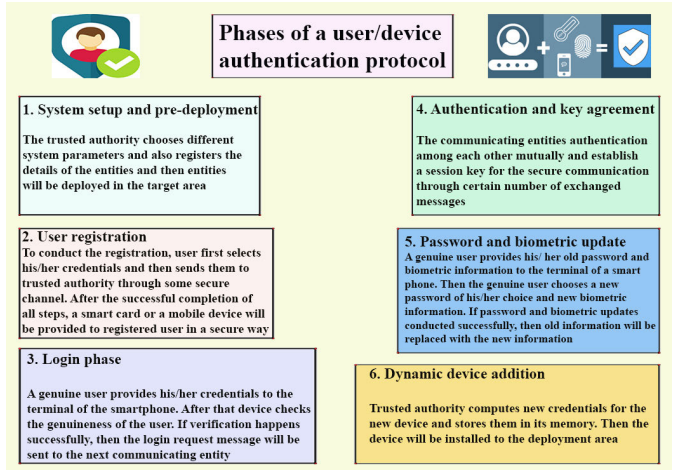 Phases of a user/device
authentication protocol
1. System setup and pre-deployment
The trusted authority chooses different
system parameters and also registers the
details of the entities and then entities
will be deployed in the target area
2. User registration
To conduct the registration, user first selects
his/her credentials and then sends them to
trusted authority through some secure
channel. After the successful completion of
all steps, a smart card or a mobile device will
be provided to registered user in a secure way
3. Login phase
A genuine user provides his/her credentials to the
terminal of the smartphone. After that device checks
the genuineness of the user. If verification happens
successfully, then the login request message will be
sent to the next communicating entity
4. Authentication and key agreement
The communicating entities authentication
among each other mutually and establish
a session key for the secure communication
through certain number of exchanged
messages
5. Password and biometric update
A genuine user provides his/ her old password and
biometric information to the terminal of a smart
phone. Then the genuine user chooses a new
password of his/her choice and new biometric
information. If password and biometric updates
conducted successfully, then old information will be
replaced with the new information
6. Dynamic device addition
Trusted authority computes new credentials for the
new device and stores them in its memory. Then the
device will be installed to the deployment area